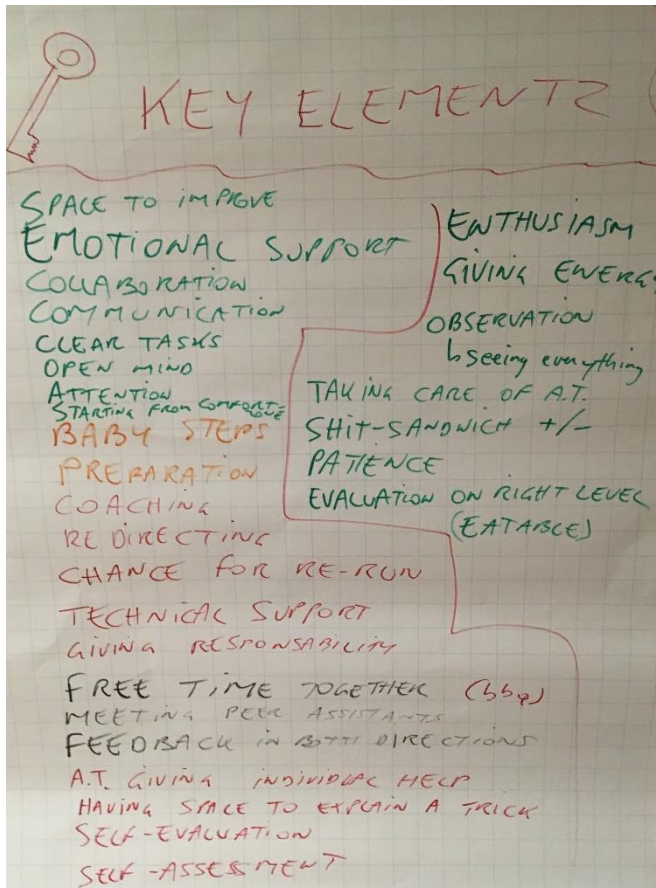 KEY ELEMENTZ
SPACE TO IMPROVE
EMOTIONAL SUPPORT
COLLABORATION
COMMUNICATION
CLEAR TASKS
OPEN MIND
ATTENTION
STARTING FROM COMFORT-ZONE
BABY STEPS
PREPARATION
COACHING
REDIRECTING
CHANCE FOR RE-RUN
TECHNICAL SUPPORT
GIVING RESPONSABILITY
FREE TIME TOGETHER (bbq)
MEETING PEER ASSISTANTS
FEEDBACK IN BOTH DIRECTIONS
A.T. GIVING INDIVIDUAL HELP
HAVING SPACE TO EXPLAIN A TRICK
SELF-EVALUATION
SELF-ASSESSMENT
ENTHUSIASM
GIVING ENERGY
OBSERVATION
↳ seeing everything
TAKING CARE OF A.T.
SHIT-SANDWICH +/-
PATIENCE
EVALUATION ON RIGHT LEVEL
(EATABLE)